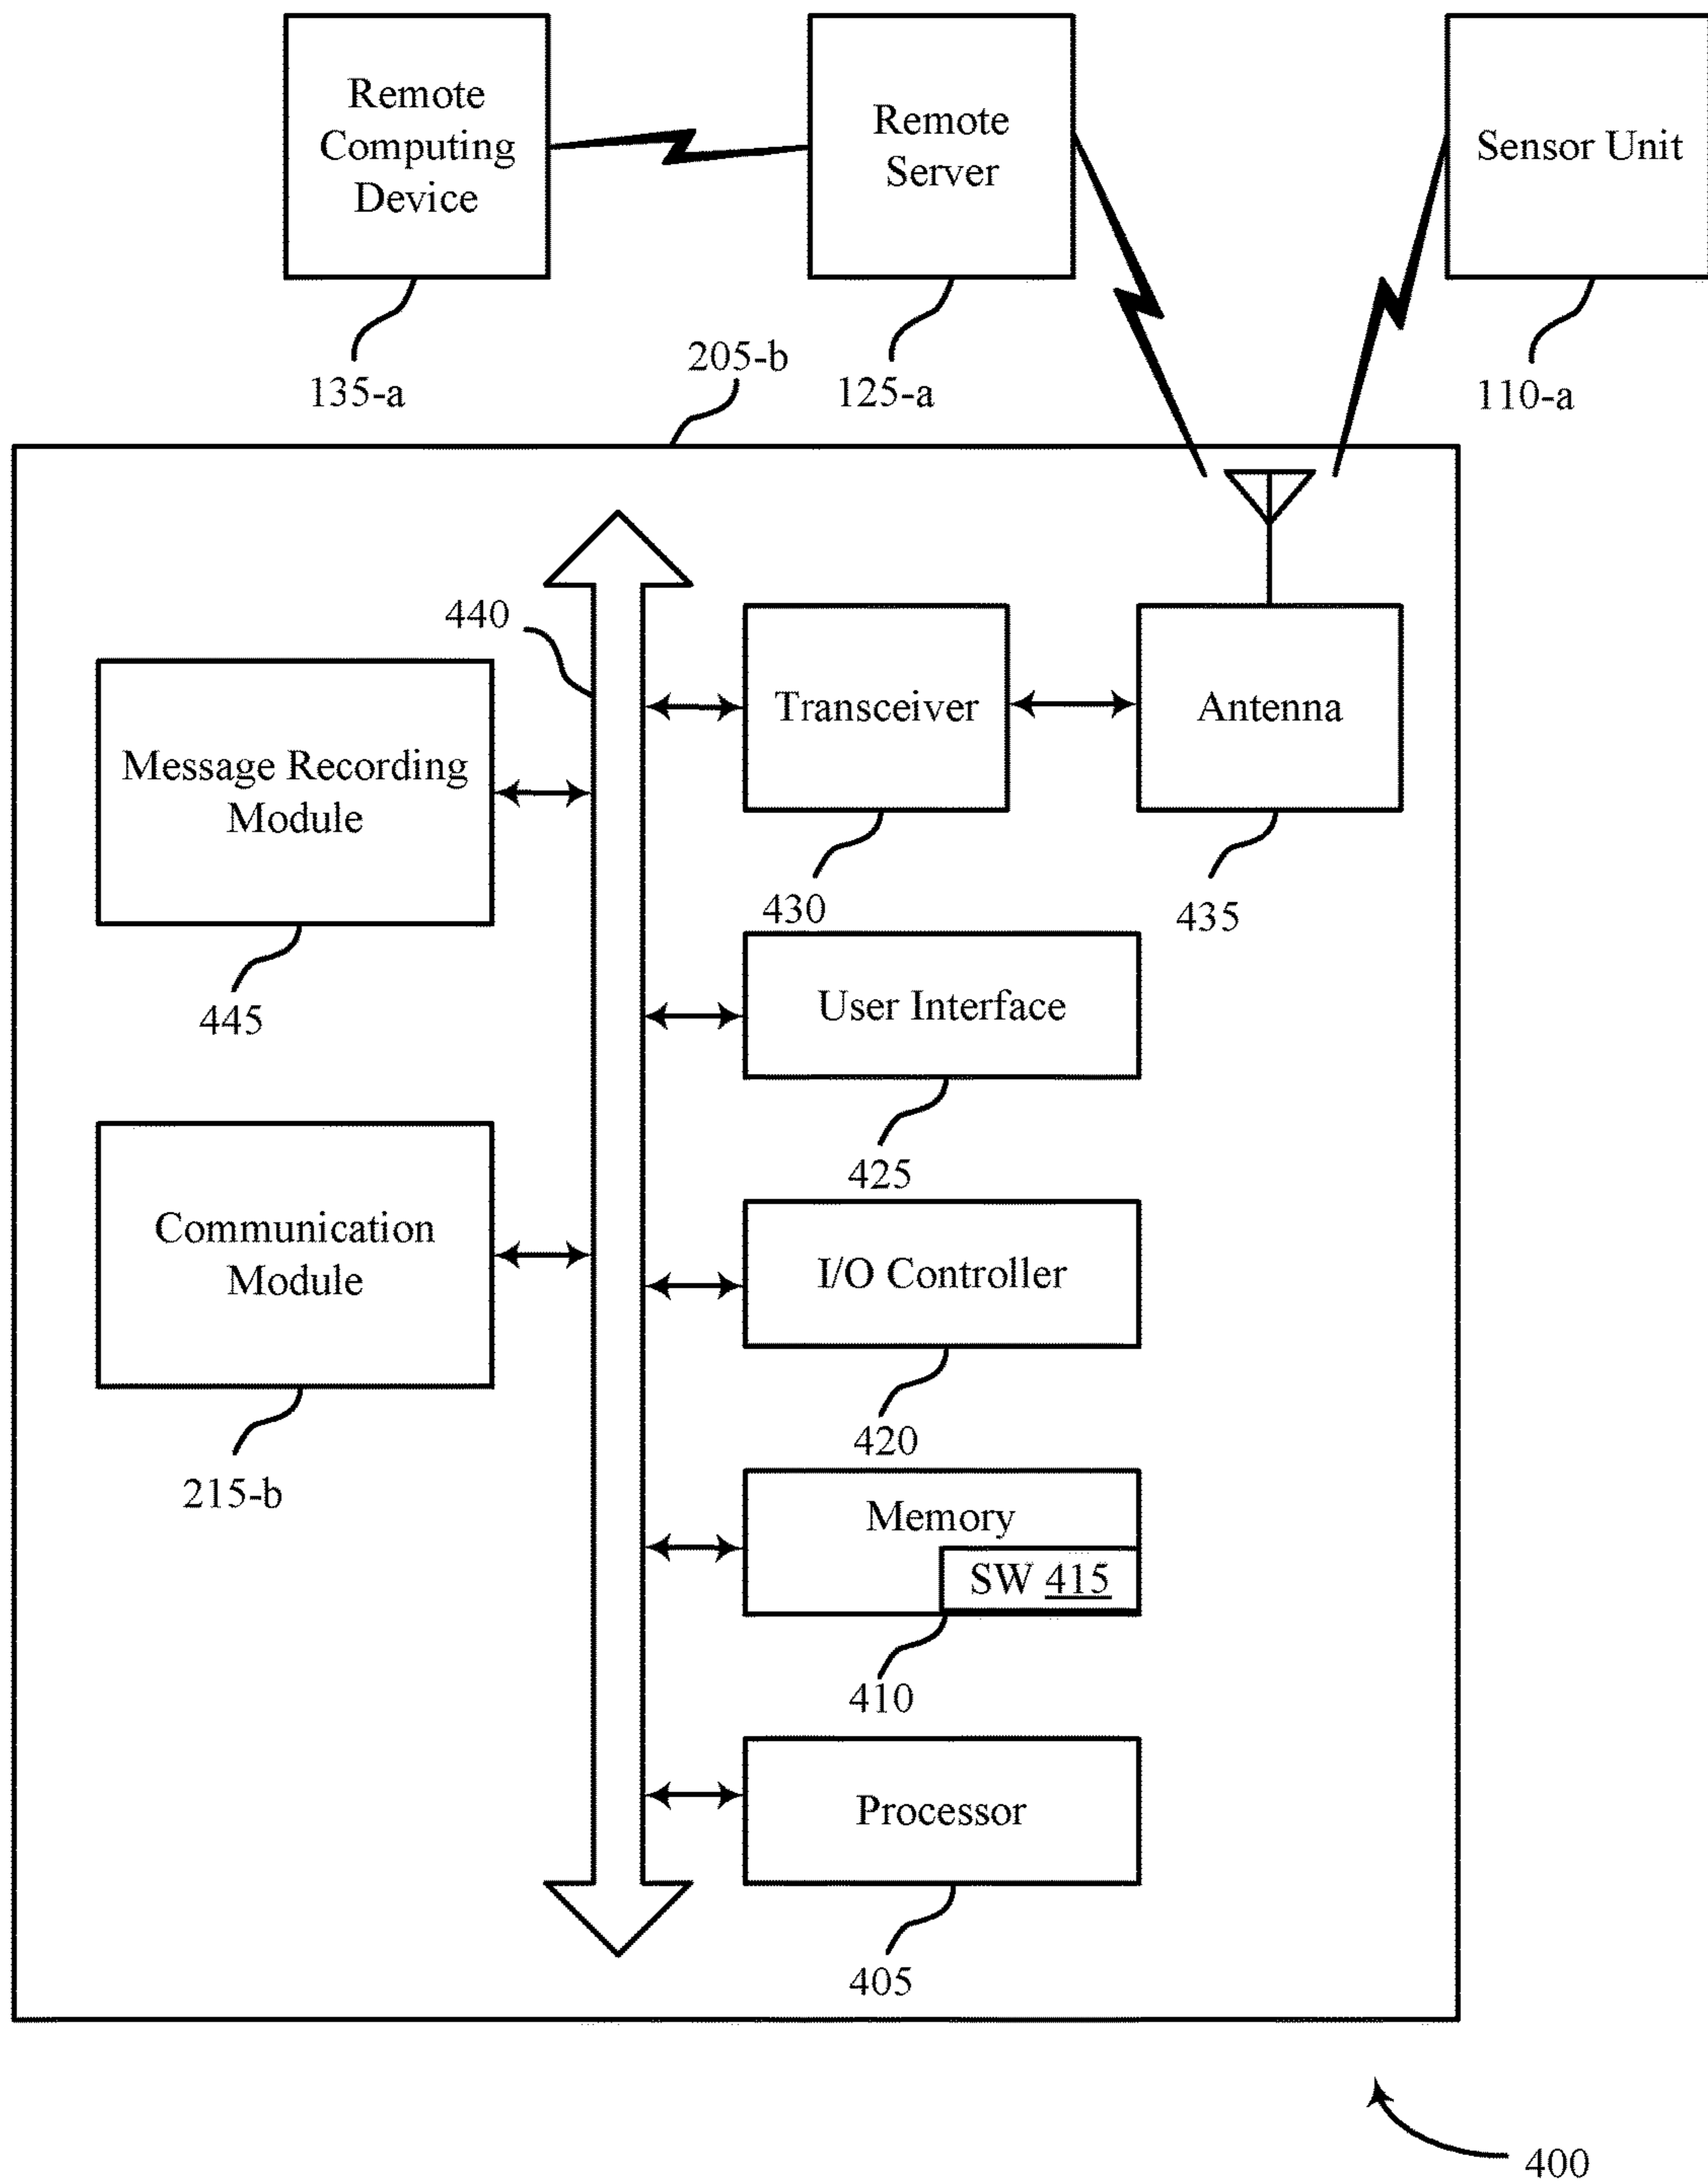 Remote
Computing
Device
Remote
Server
Sensor Unit
135-a
205-b
125-a
110-a
440
Message Recording
Module
Transceiver
Antenna
430
435
445
User Interface
425
Communication
Module
I/O Controller
420
215-b
Memory
SW 415
410
Processor
405
400